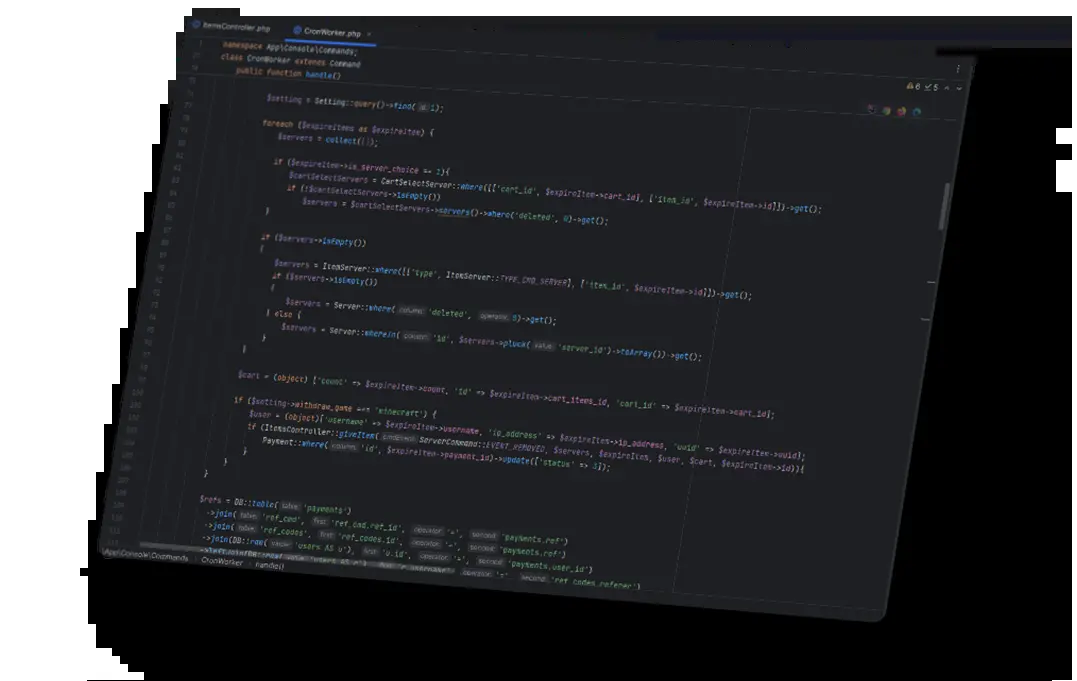 ItemsController.php CronWorker.php ×
namespace App\Console\Commands;
class CronWorker extends Command
public function handle()
6 5
$setting = Setting::query()->find(1);
foreach ($expireItems as $expireItem) {
$servers = collect([]);
if ($expireItem->is_server_choice == 1){
$cartSelectServers = CartSelectServer::where([['cart_id', $expireItem->cart_id], ['item_id', $expireItem->id]])->get();
if (!$cartSelectServers->isEmpty())
$servers = $cartSelectServers->servers()->where('deleted', 0)->get();
}
if ($servers->isEmpty())
{
$servers = ItemServer::where([['type', ItemServer::TYPE_CMD_SERVER], ['item_id', $expireItem->id]])->get();
if ($servers->isEmpty())
{
$servers = Server::where( column: 'deleted', operator: 0)->get();
} else {
$servers = Server::whereIn( column: 'id', $servers->pluck( value: 'server_id')->toArray())->get();
}
}
$cart = (object) ['count' => $expireItem->count, 'id' => $expireItem->cart_items_id, 'cart_id' => $expireItem->cart_id];
if ($setting->withdraw_game === 'minecraft') {
$user = (object)['username' => $expireItem->username, 'ip_address' => $expireItem->ip_address, 'uuid' => $expireItem->uuid];
if (ItemsController::giveItem( ServerCommand::EVENT_REMOVED, $servers, $expireItem, $user, $cart, $expireItem->id)){
Payment::where( column: 'id', $expireItem->payment_id)->update(['status' => 3]);
}
}
}
$refs = DB::table( table: 'payments')
->join( table: 'ref_cmd', first: 'ref_cmd.ref_id', operator: '=', second: 'payments.ref')
->join( table: 'ref_codes', first: 'ref_codes.id', operator: '=', second: 'payments.ref')
->join(DB::raw( value: 'users AS u'), first: 'u.id', operator: '=', second: 'payments.user_id')
operator: '=', second: 'ref_codes.referer')
App\Console\Commands CronWorker handle()